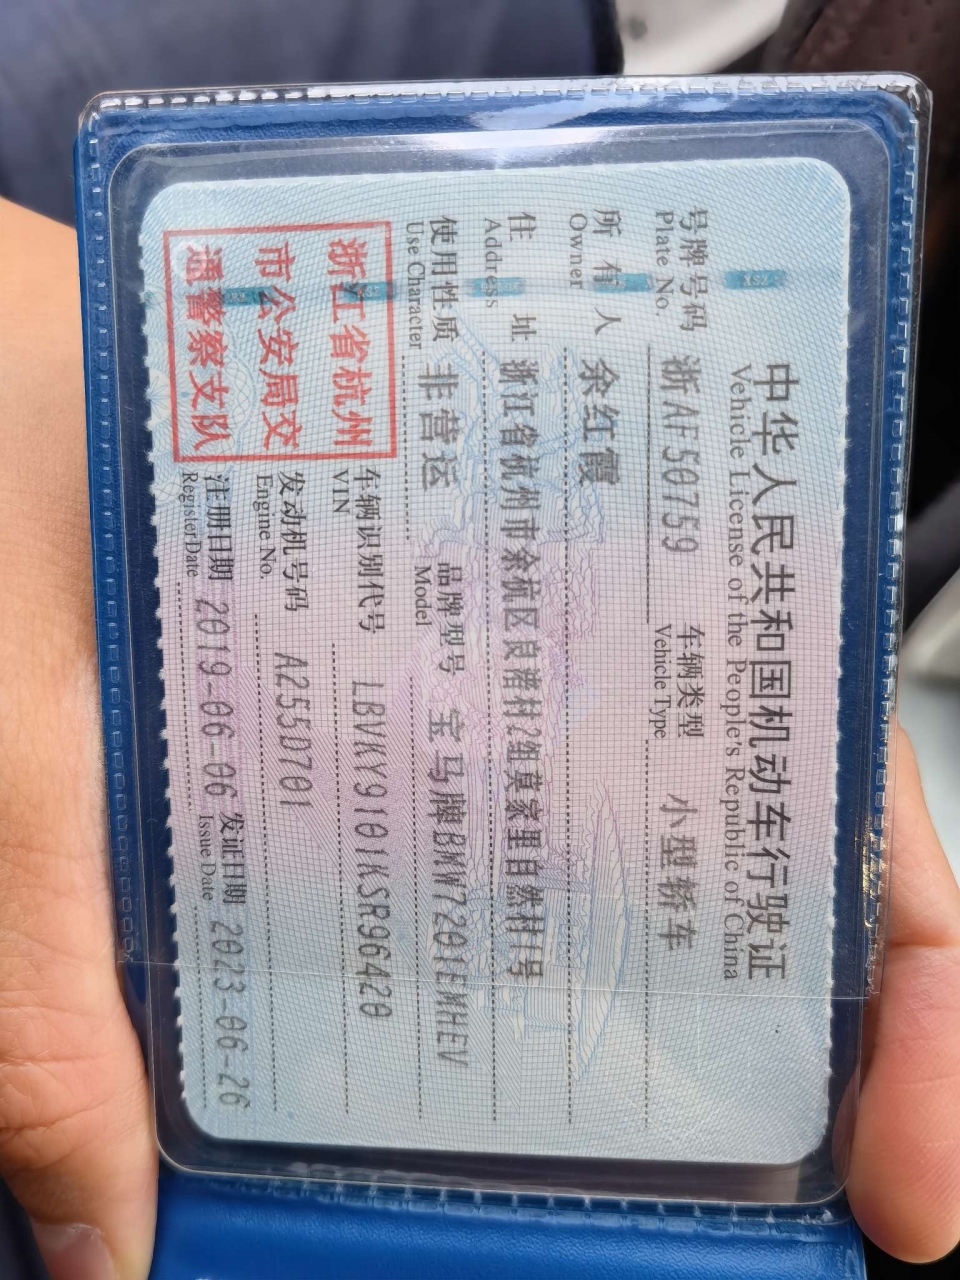 中华人民共和国机动车行驶证
Vehicle License of the People's Republic of China
号牌号码 浙AF50759 车辆类型 小型轿车
Plate No. Vehicle Type
所有人 余红霞
Owner
住址 浙江省杭州市余杭区良渚村2组莫家里自然村1号
Address
使用性质 非营运 品牌型号 宝马牌BMW7201EMHEV
Use Character Model
浙江省杭州
市公安局交
通警察支队
车辆识别代号 LBVKY9101KSR96420
VIN
发动机号码 A255D701
Engine No.
注册日期 2019-06-06 发证日期 2023-06-26
Register Date Issue Date